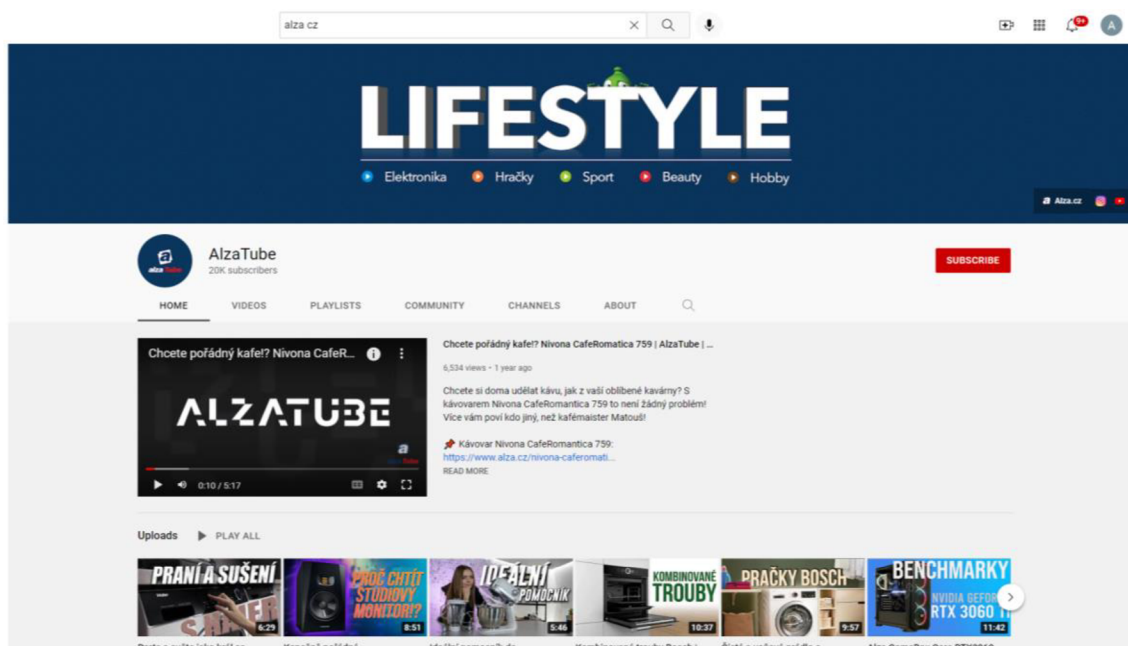 alza cz
9+
A
LIFESTYLE
Elektronika Hračky Sport Beauty Hobby
a Alza.cz
a
alza Tube
AlzaTube
20K subscribers
SUBSCRIBE
HOME VIDEOS PLAYLISTS COMMUNITY CHANNELS ABOUT
Chcete pořádný kafe!? Nivona CafeR...
ALZATUBE
a
0:10 / 5:17
Chcete pořádný kafe!? Nivona CafeRomatica 759 | AlzaTube | ...
6,534 views • 1 year ago
Chcete si doma udělat kávu, jak z vaší oblíbené kavárny? S
kávovarem Nivona CafeRomantica 759 to není žádný problém!
Více vám poví kdo jiný, než kafémaister Matouš!
Kávovar Nivona CafeRomantica 759:
https://www.alza.cz/nivona-caferomati...
READ MORE
Uploads PLAY ALL
PRANÍ A SUŠENÍ
6:29
PROČ CHTÍT
STUDIOVÝ
MONITOR!?
8:51
IDEÁLNÍ
POMOCNÍK
5:46
KOMBINOVANÉ
TROUBY
10:37
PRAČKY BOSCH
9:57
BENCHMARKY
NVIDIA GEFOR
RTX 3060 TI
11:42